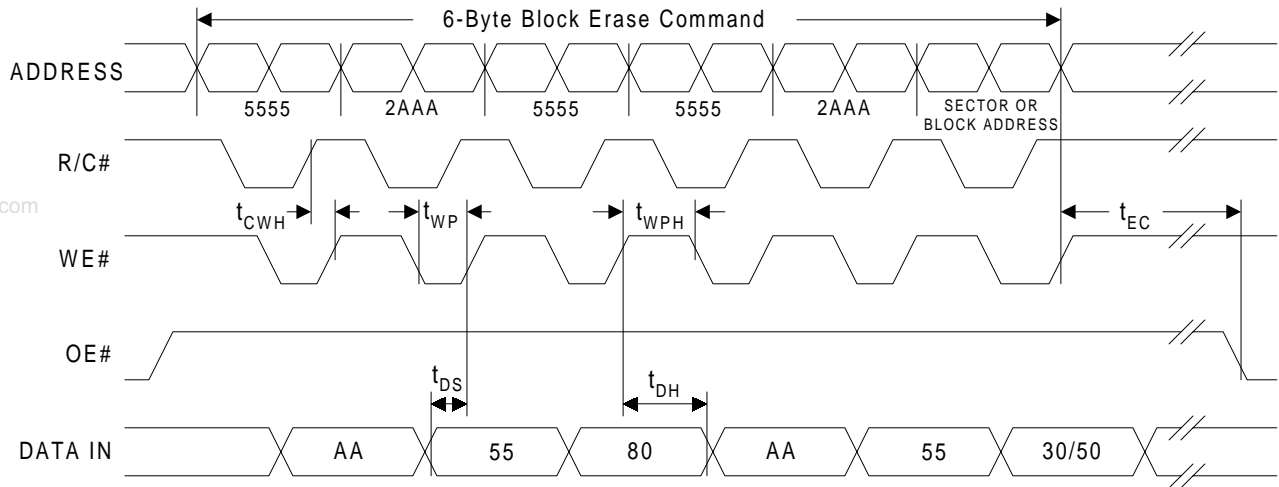 6-Byte Block Erase Command
ADDRESS
5555 2AAA 5555 5555 2AAA SECTOR OR BLOCK ADDRESS
R/C#
com
tCWH tWP tWPH tEC
WE#
OE#
tDS tDH
DATA IN AA 55 80 AA 55 30/50